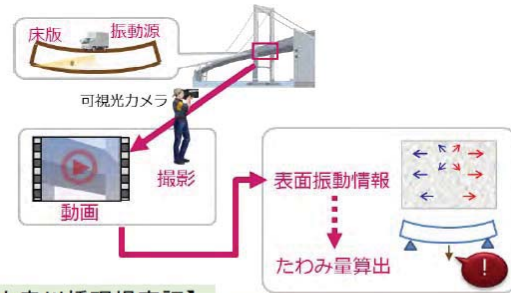 床版
振動源
可視光カメラ
撮影
動画
表面振動情報
たわみ量算出